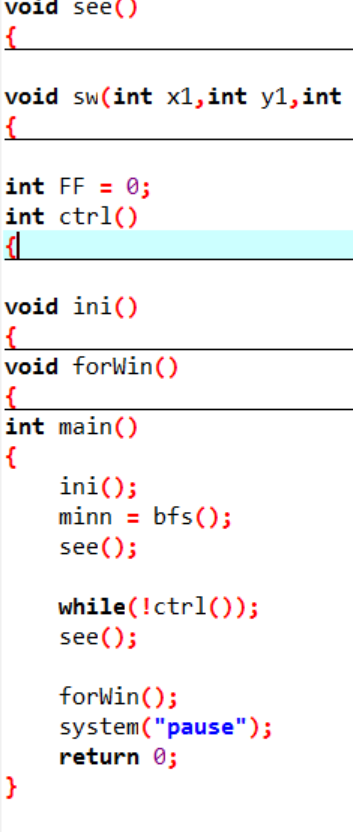 void see()
{
void sw(int x1,int y1,int
{
int FF = 0;
int ctrl()
{
void ini()
{
void forWin()
{
int main()
{
    ini();
    minn = bfs();
    see();
    while(!ctrl());
    see();
    forWin();
    system("pause");
    return 0;
}